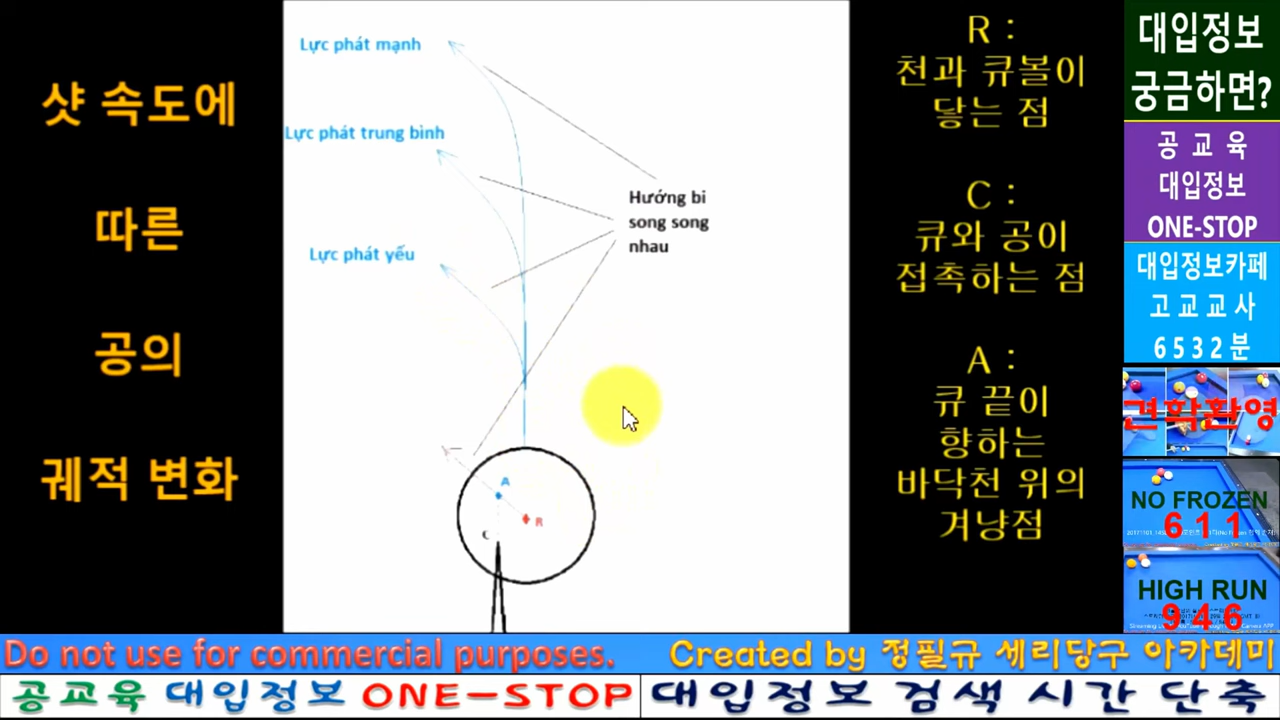 샷 속도에
따른
공의
궤적 변화
Lực phát mạnh
Lực phát trung bình
Lực phát yếu
Hướng bi
song song
nhau
A
R
C
R :
천과 큐볼이
닿는 점
C :
큐와 공이
접촉하는 점
A :
큐 끝이
향하는
바닥천 위의
겨냥점
대입정보
궁금하면?
공 교 육
대입정보
ONE-STOP
대입정보카페
고 교 교 사
6 5 3 2 분
견학환영
NO FROZEN
6 1 1
HIGH RUN
9 4 6
Do not use for commercial purposes.
Created by 정필규 세리당구 아카데미
공교육 대입정보 ONE-STOP
대입정보 검색 시간 단축